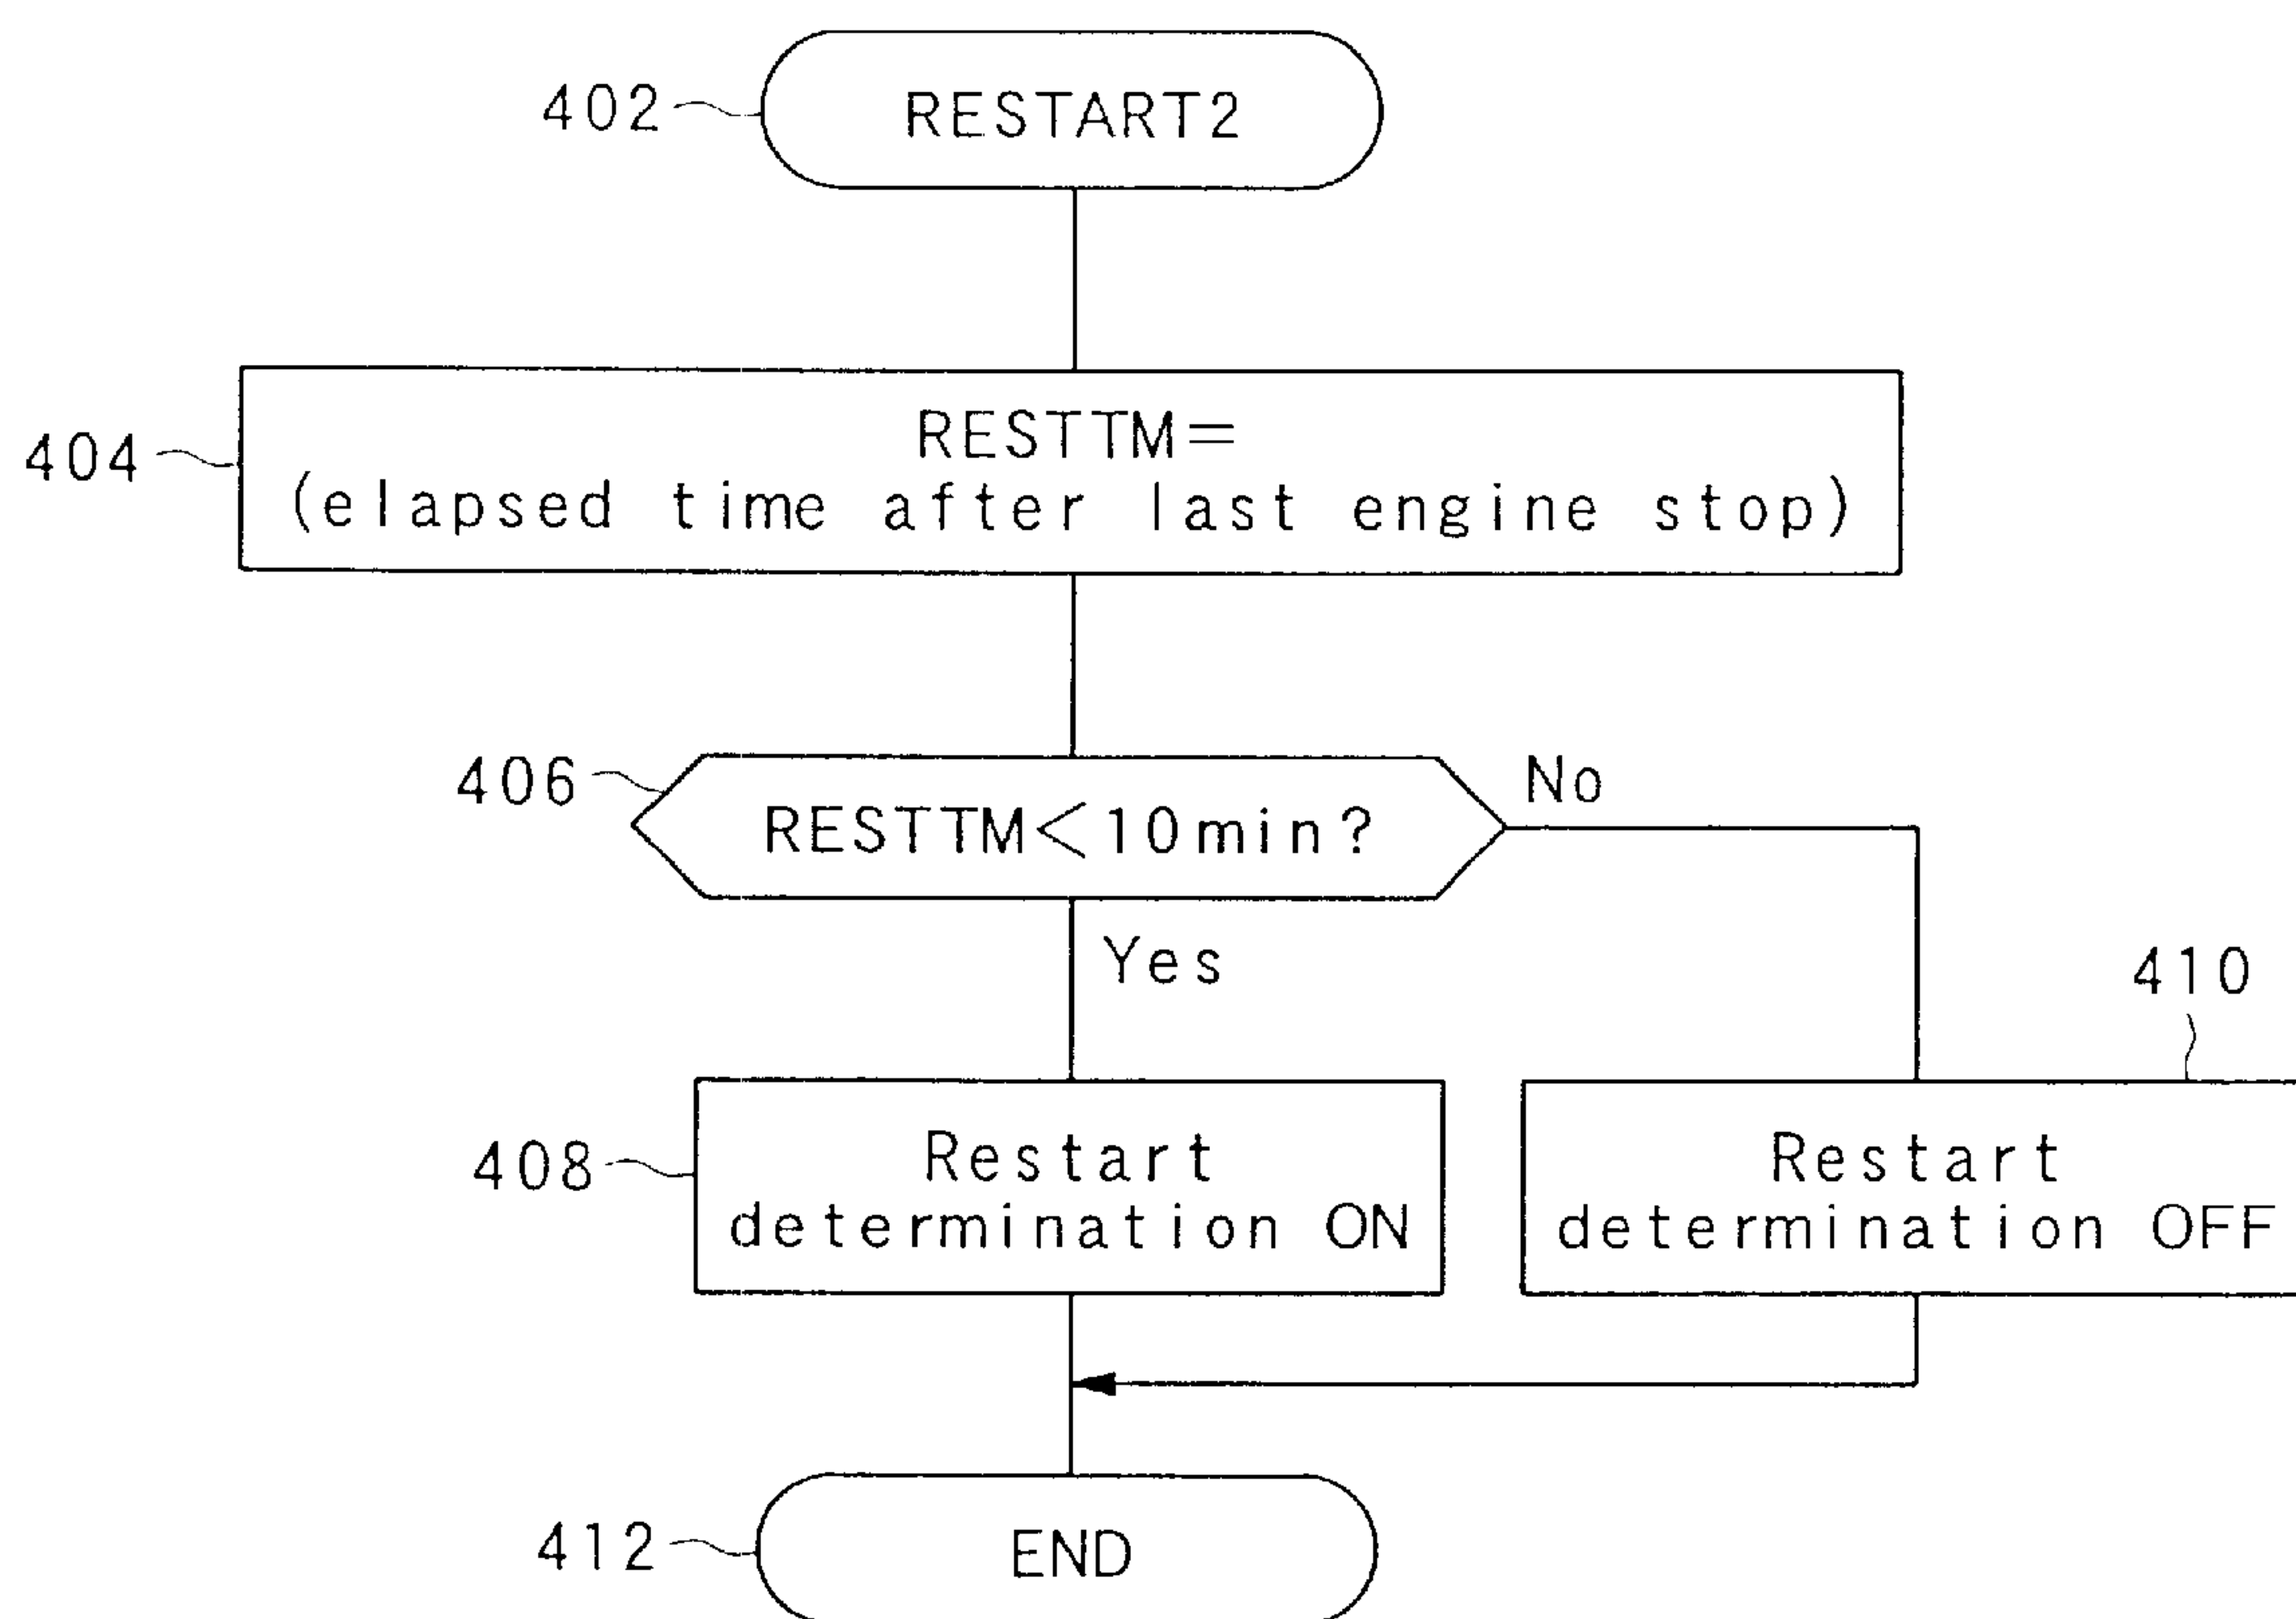 402
RESTART2
404
RESTTM=
(elapsed time after last engine stop)
406
RESTTM<10min?
No
Yes
410
408
Restart
determination ON
Restart
determination OFF
412
END